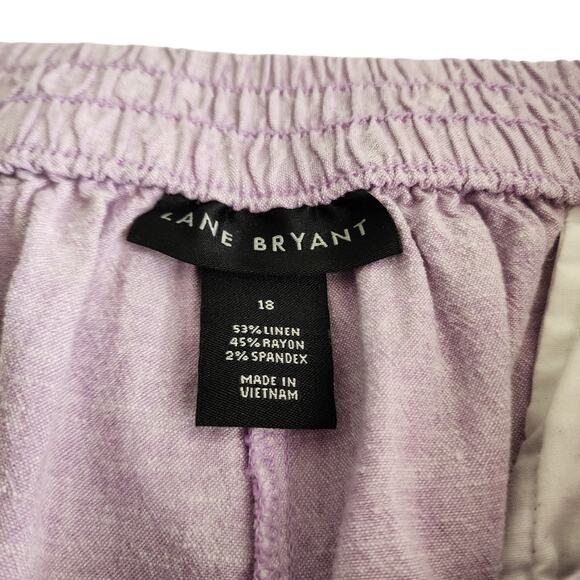 LANE BRYANT
18
53% LINEN
45% RAYON
2% SPANDEX
MADE IN
VIETNAM